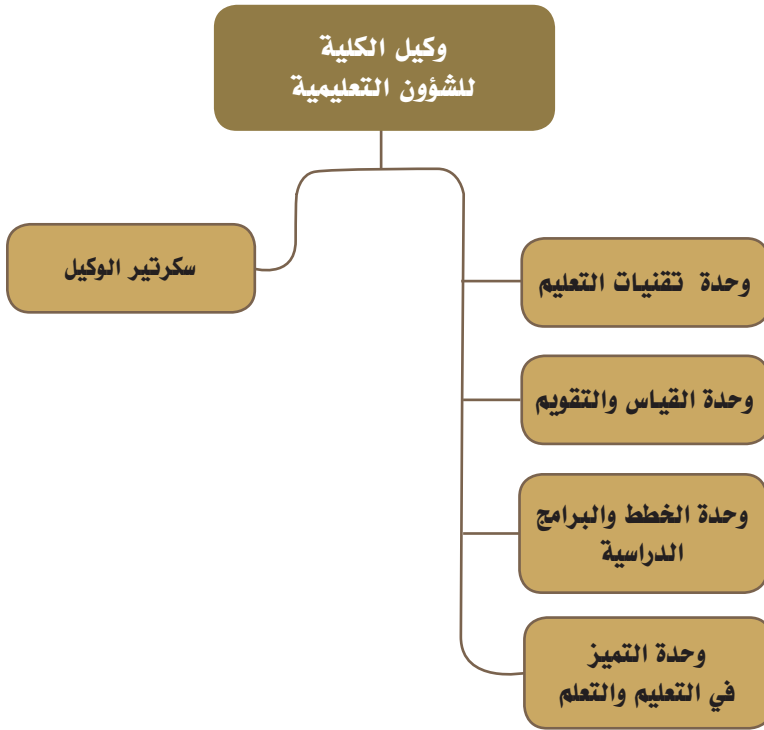 وكيل الكلية
للشؤون التعليمية
سكرتير الوكيل
وحدة تقنيات التعليم
وحدة القياس والتقويم
وحدة الخطط والبرامج
الدراسية
وحدة التميز
في التعليم والتعلم